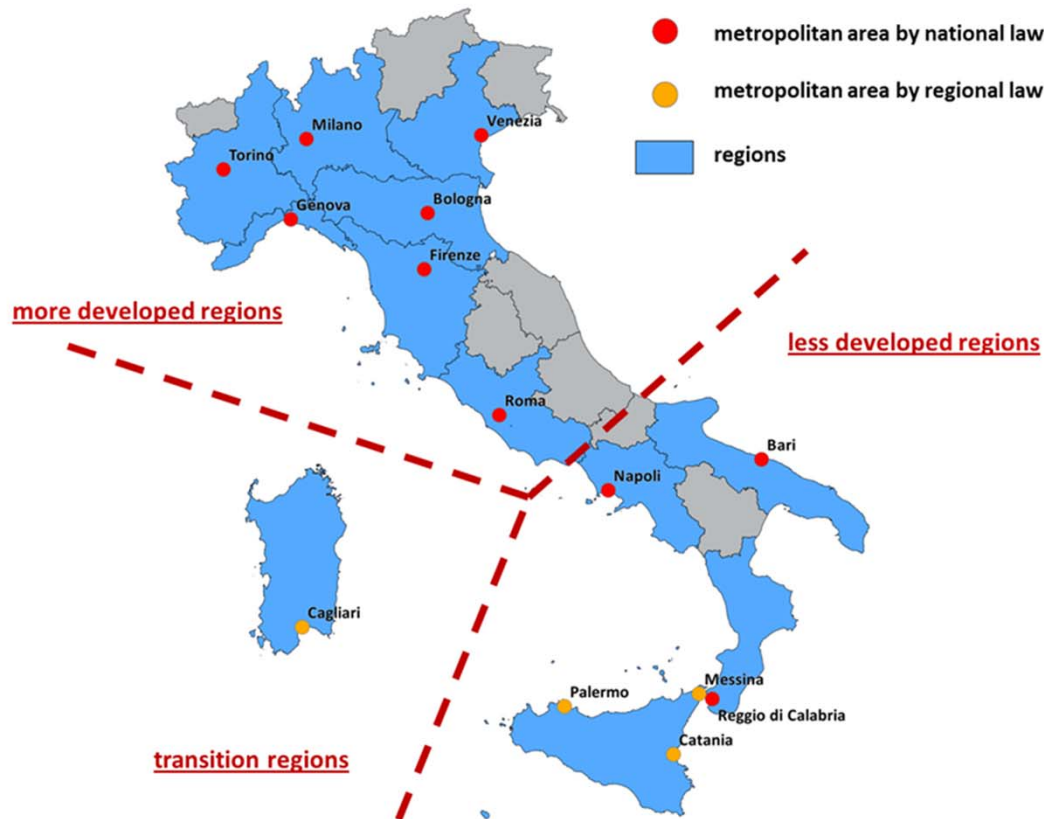 metropolitan area by national law
metropolitan area by regional law
regions
Milano
Venezia
Torino
Genova
Bologna
Firenze
more developed regions
less developed regions
Roma
Bari
Napoli
Cagliari
Messina
Palermo
Reggio di Calabria
Catania
transition regions